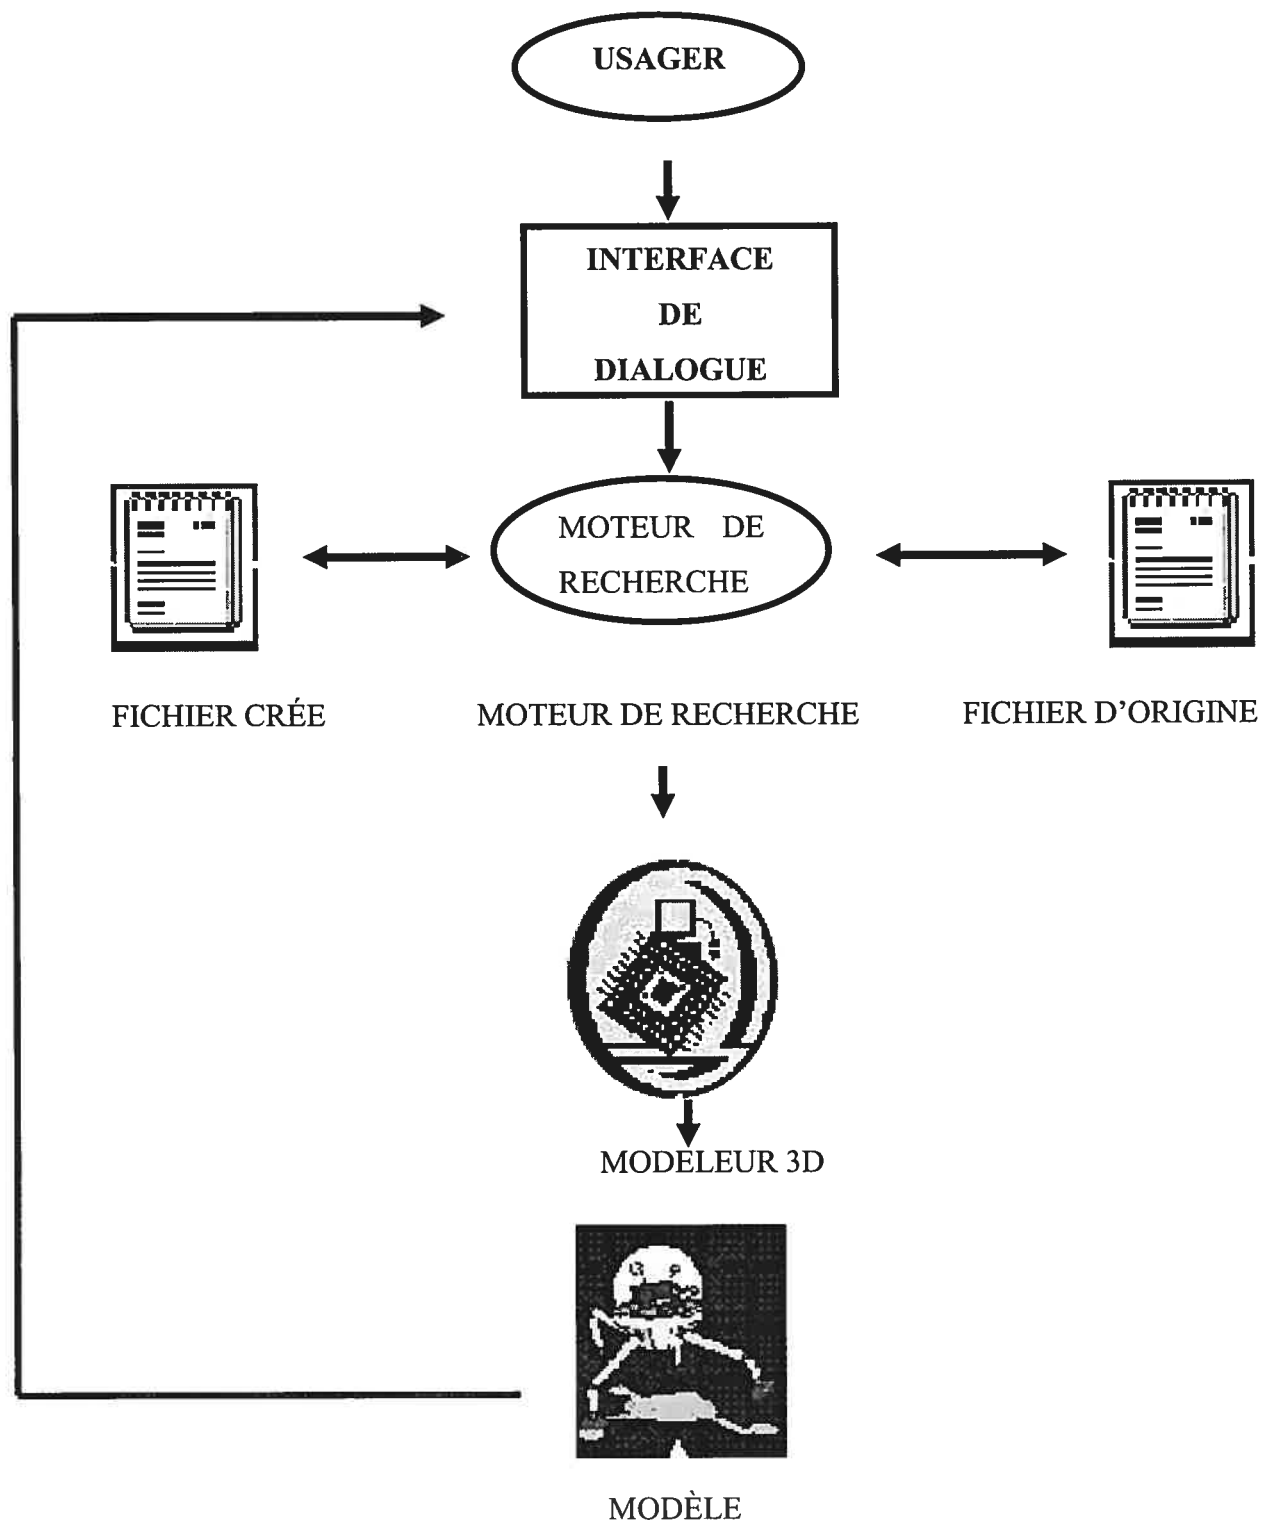 USAGER
INTERFACE
DE
DIALOGUE
MOTEUR DE
RECHERCHE
FICHIER CRÉE
MOTEUR DE RECHERCHE
FICHIER D'ORIGINE
MODELEUR 3D
MODÈLE